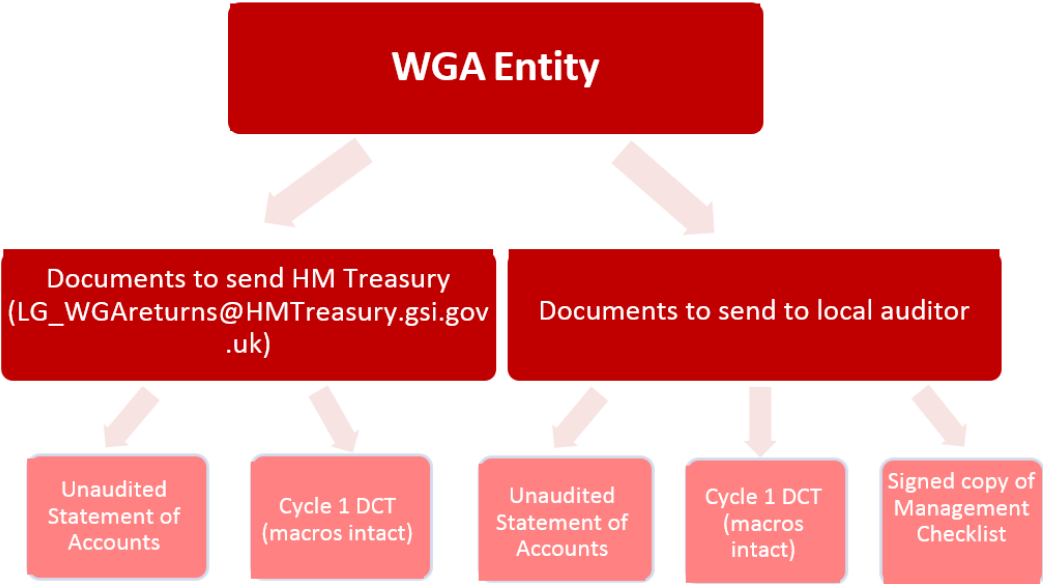 WGA Entity
Documents to send HM Treasury
(LG_WGAreturns@HMTreasury.gsi.gov
.uk)
Documents to send to local auditor
Unaudited
Statement of
Accounts
Cycle 1 DCT
(macros intact)
Unaudited
Statement of
Accounts
Cycle 1 DCT
(macros
intact)
Signed copy of
Management
Checklist